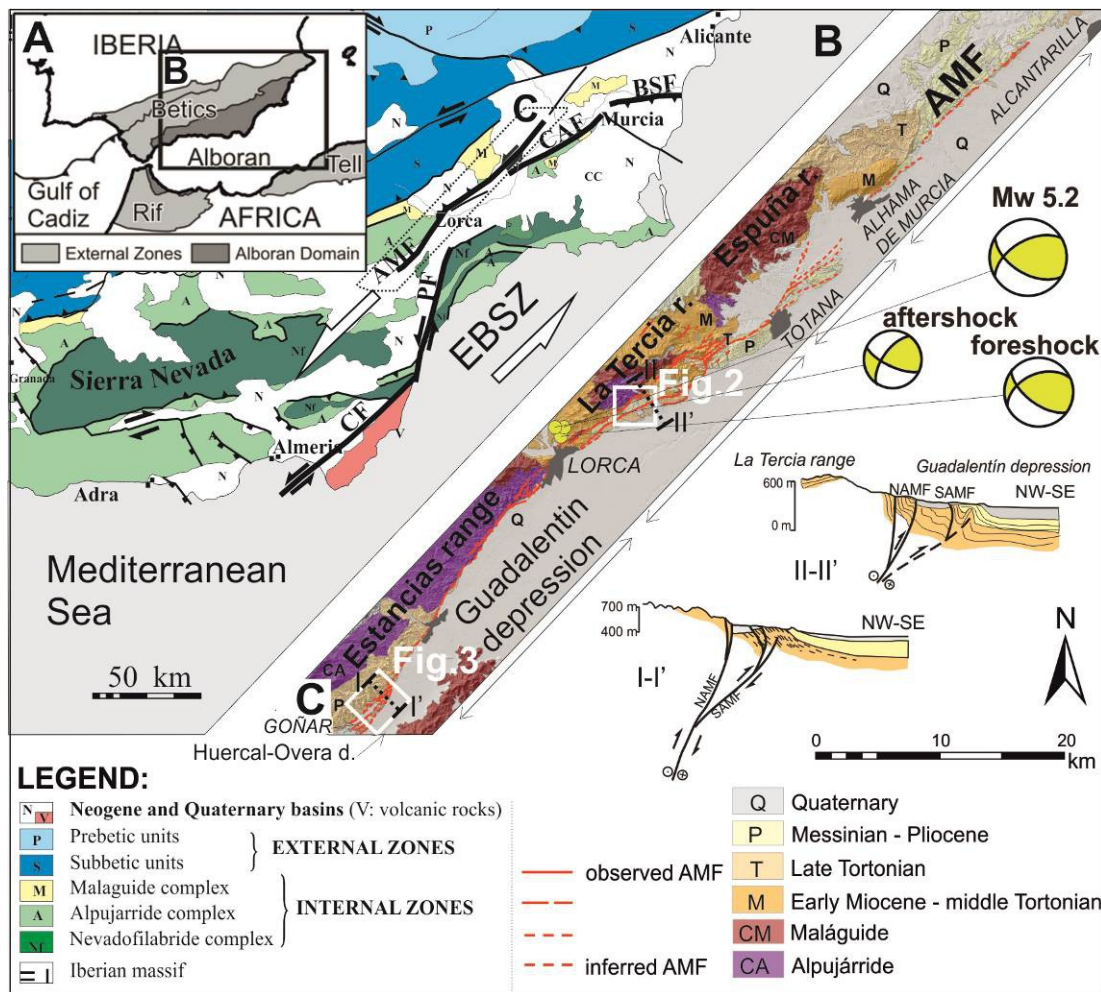 A
IBERIA
B
Betics
Alboran
Gulf of
Cadiz
Rif
AFRICA
Tell
External Zones
Alboran Domain
P
S
N
Alicante
N
C
M
BSF
CAF
Murcia
N
S
M
A
M
N
CC
N
M
Lorca
A
AMF
Nf
A
PF
EBSZ
A
A
M
A
A
Nf
Granada
Sierra Nevada
N
Nf
N
CF
V
A
A
Almeria
N
Adra
Mediterranean
Sea
50 km
B
P
AMF
Q
ALCANTARILLA
T
Q
M
ALHAMA
DE MURCIA
Espuña r.
CM
Mw 5.2
aftershock
foreshock
M
TOTANA
La Tercia r.
T
P
II
Fig.2
II'
LORCA
Estancias range
Q
Guadalentin
depression
CA
Fig.3
C
I
I'
P
GOÑAR
Huercal-Overa d.
La Tercia range
Guadalentín depression
600 m
NAMF
SAMF
NW-SE
0 m
II-II'
700 m
400 m
NW-SE
I-I'
NAMF
SAMF
N
0 10 20
km
LEGEND:
N V Neogene and Quaternary basins (V: volcanic rocks)
P Prebetic units
S Subbetic units
EXTERNAL ZONES
M Malaguide complex
A Alpujarride complex
Nf Nevadofilabride complex
INTERNAL ZONES
I Iberian massif
observed AMF
inferred AMF
Q Quaternary
P Messinian - Pliocene
T Late Tortonian
M Early Miocene - middle Tortonian
CM Maláguide
CA Alpujárride